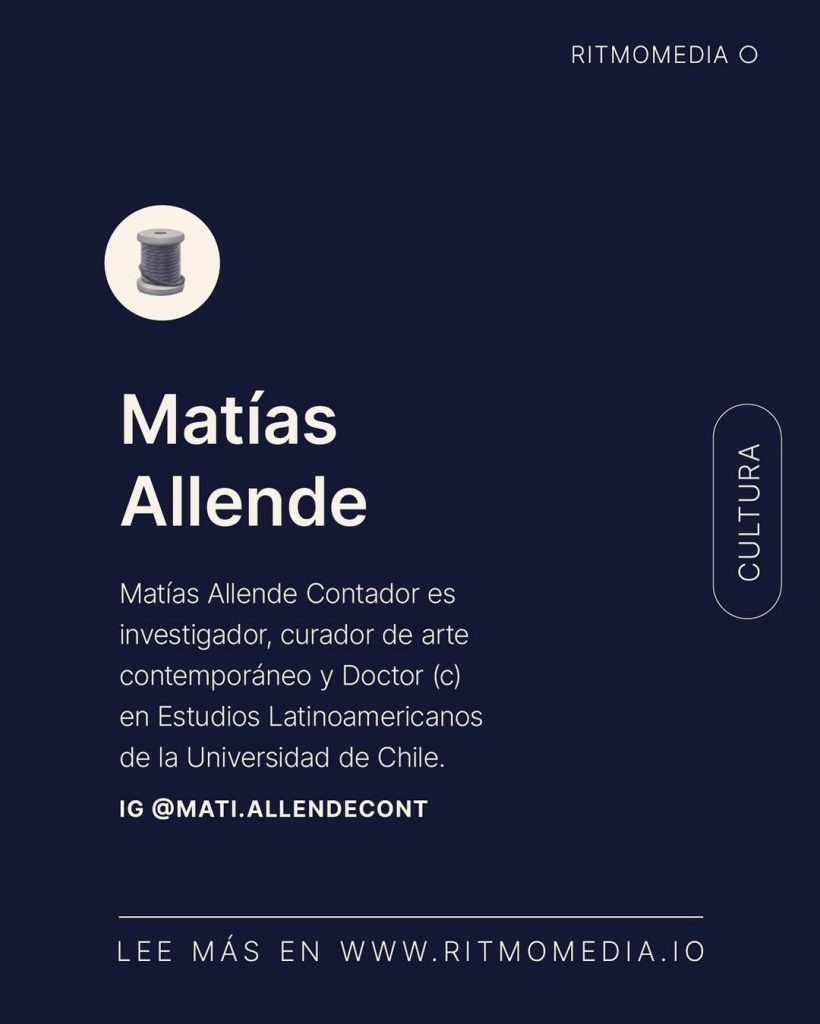 RITMOMEDIA O
Matías
Allende
Matías Allende Contador es
investigador, curador de arte
contemporáneo y Doctor (c)
en Estudios Latinoamericanos
de la Universidad de Chile.
IG @MATI.ALLENDECONT
CULTURA
LEE MÁS EN WWW.RITMOMEDIA.IO